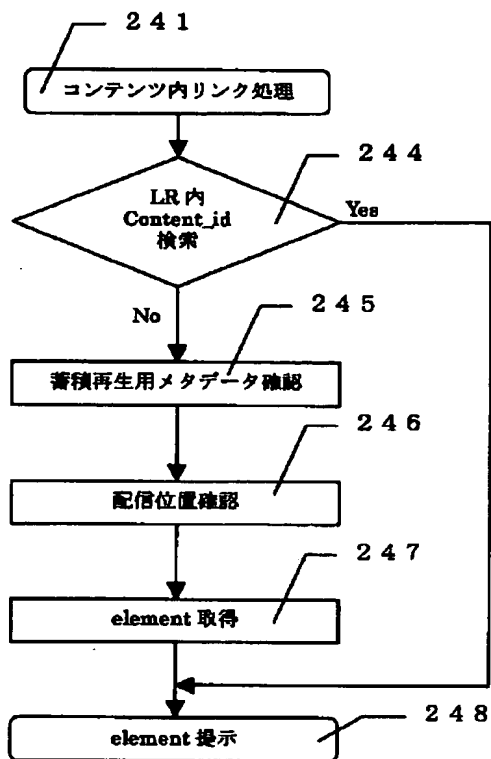 241
コンテンツ内リンク処理
244
LR 内
Content_id
検索
Yes
No
245
蓄積再生用メタデータ確認
246
配信位置確認
247
element 取得
248
element 提示